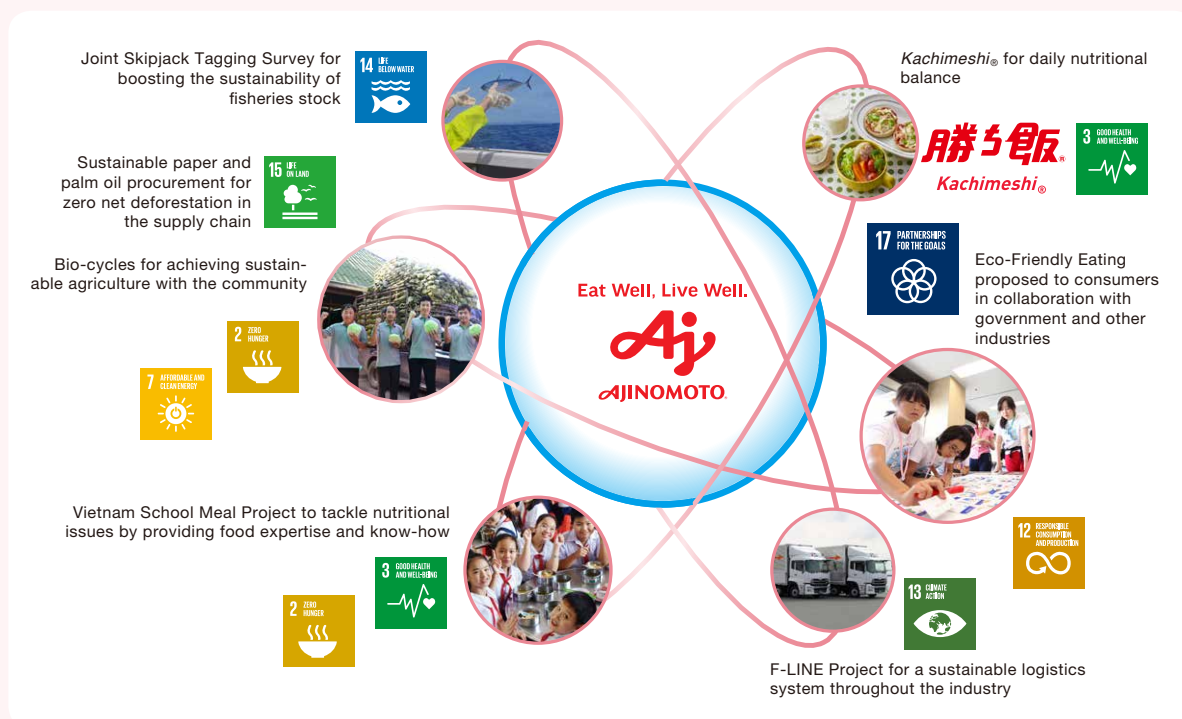 Joint Skipjack Tagging Survey for
boosting the sustainability of
fisheries stock
14 LIFE
BELOW WATER
Sustainable paper and
palm oil procurement for
zero net deforestation in
the supply chain
15 LIFE
ON LAND
Bio-cycles for achieving sustain-
able agriculture with the community
2 ZERO
HUNGER
7 AFFORDABLE AND
CLEAN ENERGY
Vietnam School Meal Project to tackle nutritional
issues by providing food expertise and know-how
3 GOOD HEALTH
AND WELL-BEING
2 ZERO
HUNGER
Eat Well, Live Well.
Aj
AJINOMOTO
Kachimeshi® for daily nutritional
balance
勝ち飯®
Kachimeshi®
3 GOOD HEALTH
AND WELL-BEING
17 PARTNERSHIPS
FOR THE GOALS
Eco-Friendly Eating
proposed to consumers
in collaboration with
government and other
industries
12 RESPONSIBLE
CONSUMPTION
AND PRODUCTION
13 CLIMATE
ACTION
F-LINE Project for a sustainable logistics
system throughout the industry